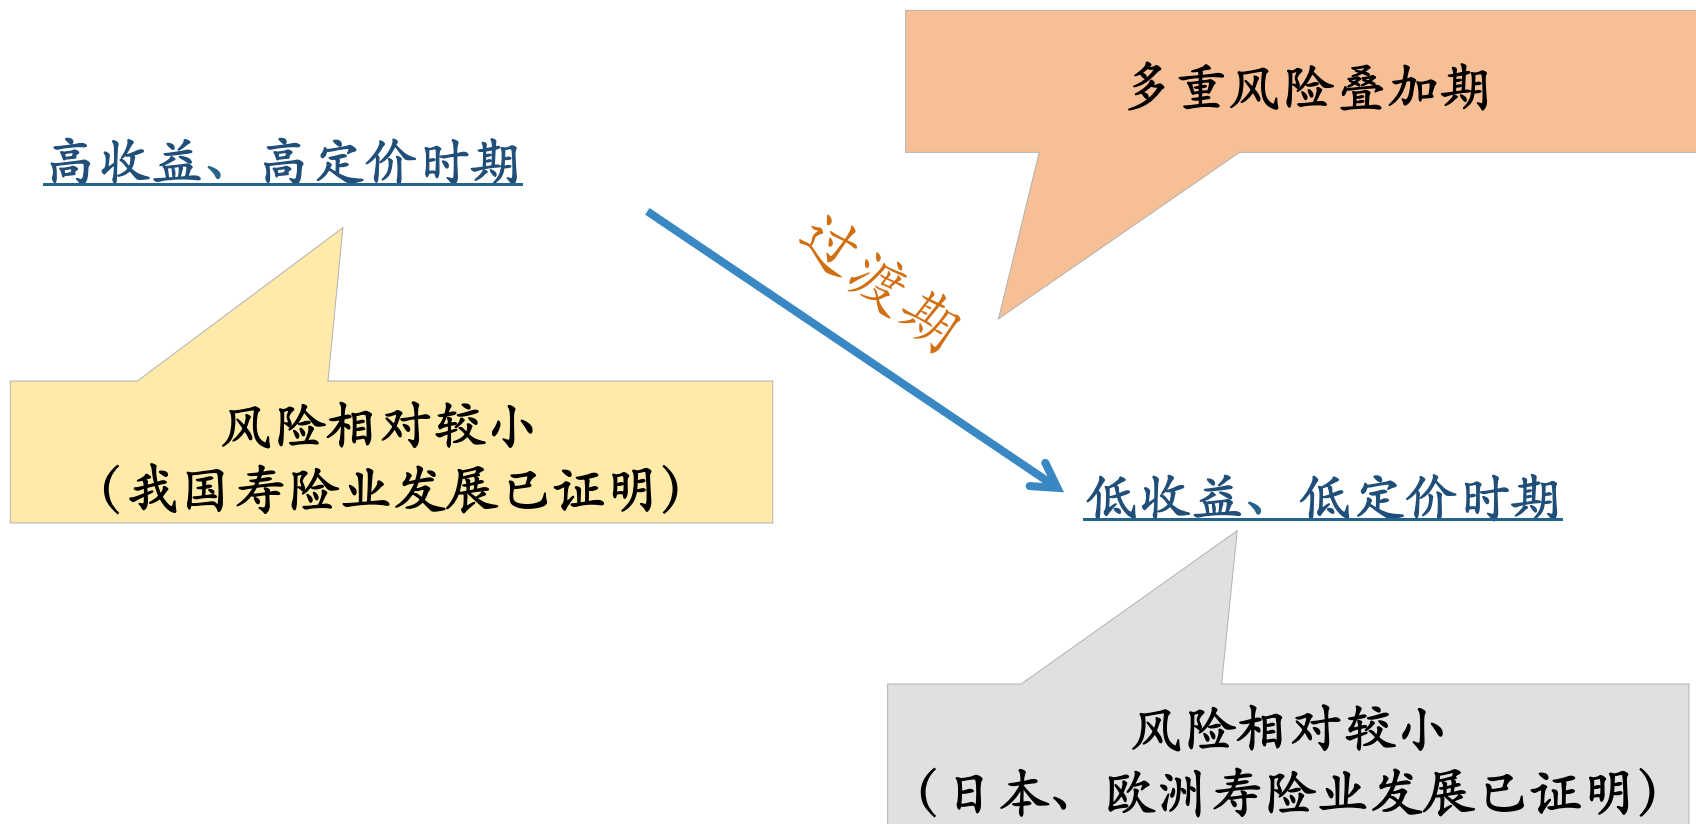 多重风险叠加期
高收益、高定价时期
过渡期
风险相对较小
（我国寿险业发展已证明）
低收益、低定价时期
风险相对较小
（日本、欧洲寿险业发展已证明）